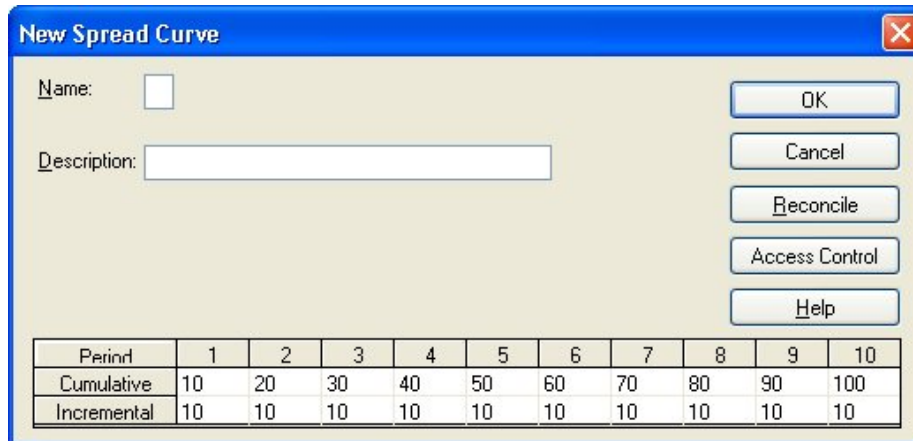 New Spread Curve
Name:
OK
Description:
Cancel
Reconcile
Access Control
Help
Period 1 2 3 4 5 6 7 8 9 10
Cumulative 10 20 30 40 50 60 70 80 90 100
Incremental 10 10 10 10 10 10 10 10 10 10